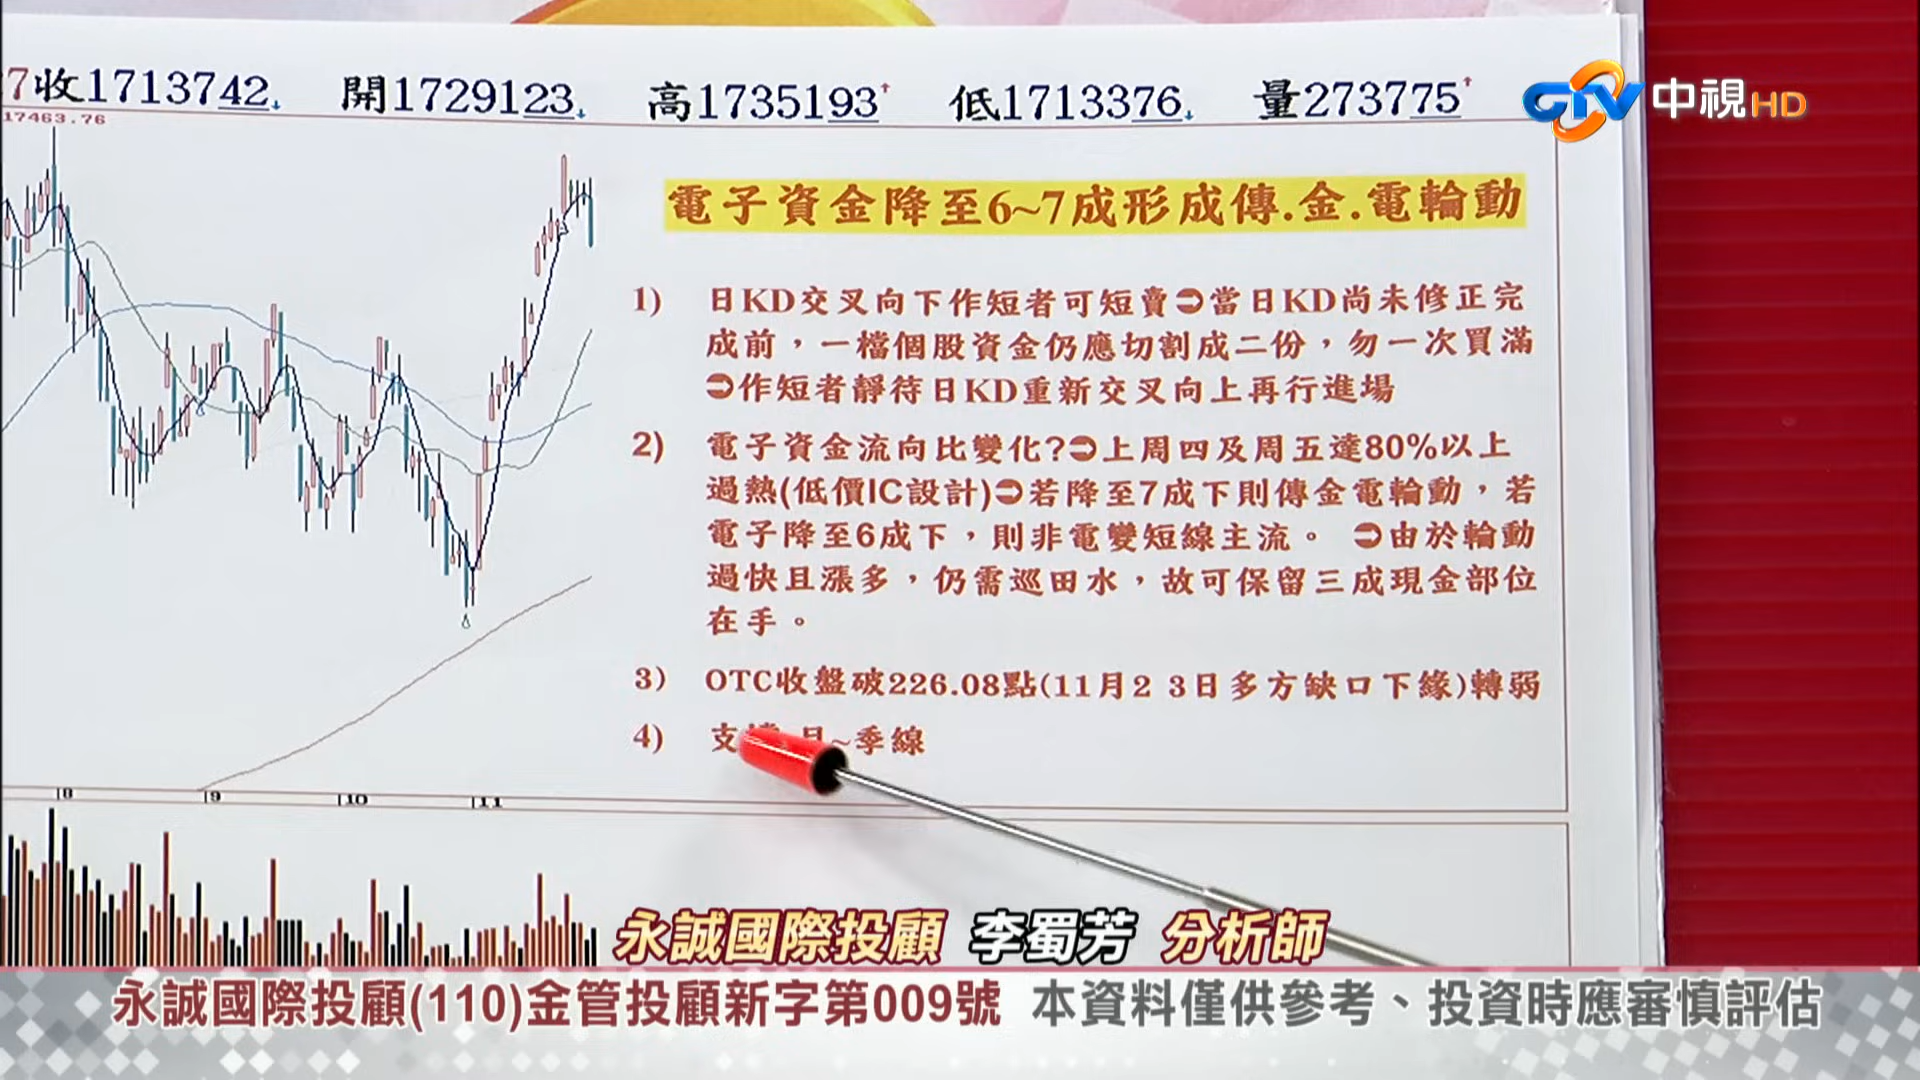 7收1713742 開1729123 高1735193 低1713376 量273775
17463.76
CTV 中視HD
電子資金降至6~7成形成傳.金.電輪動
1) 日KD交叉向下作短者可短賣➲當日KD尚未修正完
成前，一檔個股資金仍應切割成二份，勿一次買滿
➲作短者靜待日KD重新交叉向上再行進場
2) 電子資金流向比變化?➲上周四及周五達80%以上
過熱(低價IC設計)➲若降至7成下則傳金電輪動，若
電子降至6成下，則非電變短線主流。 ➲由於輪動
過快且漲多，仍需巡田水，故可保留三成現金部位
在手。
3) OTC收盤破226.08點(11月2 3日多方缺口下緣)轉弱
4) 支 月~季線
8 9 10 11
永誠國際投顧 李蜀芳 分析師
永誠國際投顧(110)金管投顧新字第009號 本資料僅供參考、投資時應審慎評估